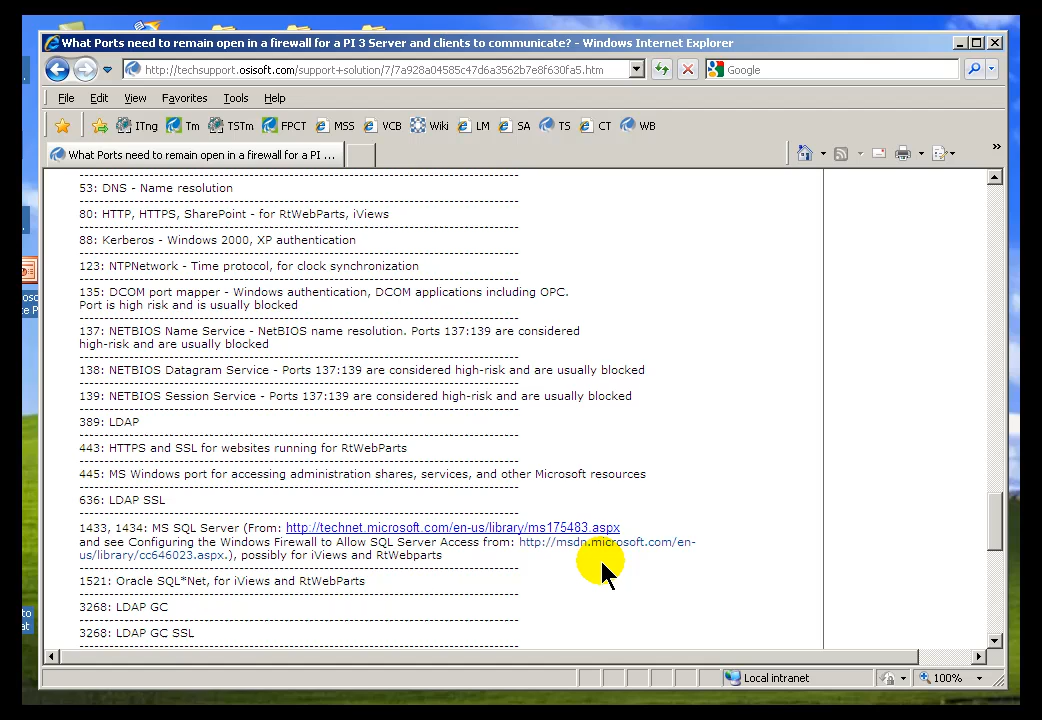 What Ports need to remain open in a firewall for a PI 3 Server and clients to communicate? - Windows Internet Explorer
http://techsupport.osisoft.com/support+solution/7/7a928a04585c47d6a3562b7e8f630fa5.htm
Google
File Edit View Favorites Tools Help
ITng Tm TSTm FPCT MSS VCB Wiki LM SA TS CT WB
What Ports need to remain open in a firewall for a PI ...
53: DNS - Name resolution
80: HTTP, HTTPS, SharePoint - for RtWebParts, iViews
88: Kerberos - Windows 2000, XP authentication
123: NTPNetwork - Time protocol, for clock synchronization
135: DCOM port mapper - Windows authentication, DCOM applications including OPC.
Port is high risk and is usually blocked
137: NETBIOS Name Service - NetBIOS name resolution. Ports 137:139 are considered
high-risk and are usually blocked
138: NETBIOS Datagram Service - Ports 137:139 are considered high-risk and are usually blocked
139: NETBIOS Session Service - Ports 137:139 are considered high-risk and are usually blocked
389: LDAP
443: HTTPS and SSL for websites running for RtWebParts
445: MS Windows port for accessing administration shares, services, and other Microsoft resources
636: LDAP SSL
1433, 1434: MS SQL Server (From: http://technet.microsoft.com/en-us/library/ms175483.aspx
and see Configuring the Windows Firewall to Allow SQL Server Access from: http://msdn.microsoft.com/en-
us/library/cc646023.aspx.), possibly for iViews and RtWebparts
1521: Oracle SQL*Net, for iViews and RtWebParts
3268: LDAP GC
3268: LDAP GC SSL
Local intranet
100%